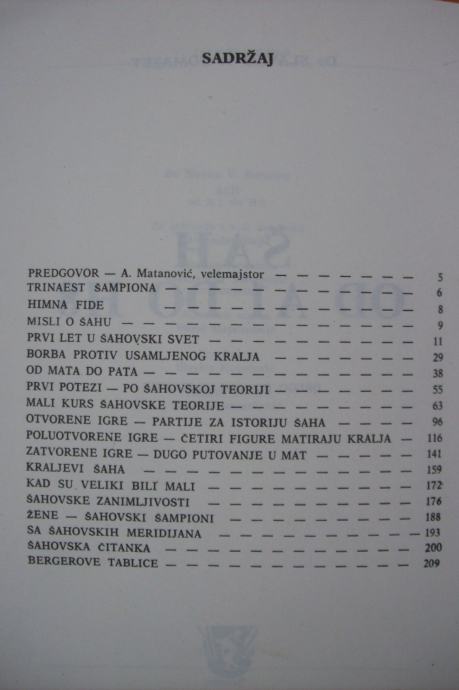 SADRŽAJ
PREDGOVOR — A. Matanović, velemajstor — — — — — — — 5
TRINAEST ŠAMPIONA — — — — — — — — — — — 6
HIMNA FIDE — — — — — — — — — — — — — 8
MISLI O ŠAHU — — — — — — — — — — — — — 9
PRVI LET U ŠAHOVSKI SVET — — — — — — — — — 11
BORBA PROTIV USAMLJENOG KRALJA — — — — — — 29
OD MATA DO PATA — — — — — — — — — — — 38
PRVI POTEZI — PO ŠAHOVSKOJ TEORIJI — — — — — — 55
MALI KURS ŠAHOVSKE TEORIJE — — — — — — — — 63
OTVORENE IGRE — PARTIJE ZA ISTORIJU ŠAHA — — — — 96
POLUOTVORENE IGRE — ČETIRI FIGURE MATIRAJU KRALJA — 116
ZATVORENE IGRE — DUGO PUTOVANJE U MAT — — — — 141
KRALJEVI ŠAHA — — — — — — — — — — — — 159
KAD SU VELIKI BILI MALI — — — — — — — — — 172
ŠAHOVSKE ZANIMLJIVOSTI — — — — — — — — — 176
ŽENE — ŠAHOVSKI ŠAMPIONI — — — — — — — — 188
SA ŠAHOVSKIH MERIDIJANA — — — — — — — — — 193
ŠAHOVSKA ČITANKA — — — — — — — — — — — 200
BERGEROVE TABLICE — — — — — — — — — — — 209